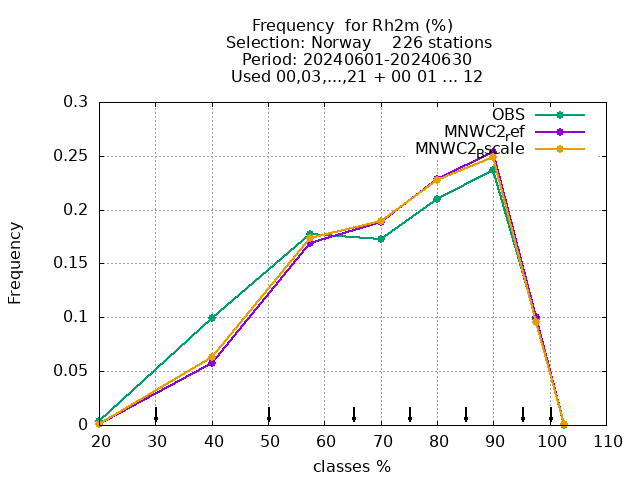 Frequency  for Rh2m (%)
Selection: Norway    226 stations
Period: 20240601-20240630
Used 00,03,...,21 + 00 01 ... 12
OBS
MNWC2_ref
MNWC2_Bscale
Frequency
0.3
0.25
0.2
0.15
0.1
0.05
0
20 30 40 50 60 70 80 90 100 110
classes %